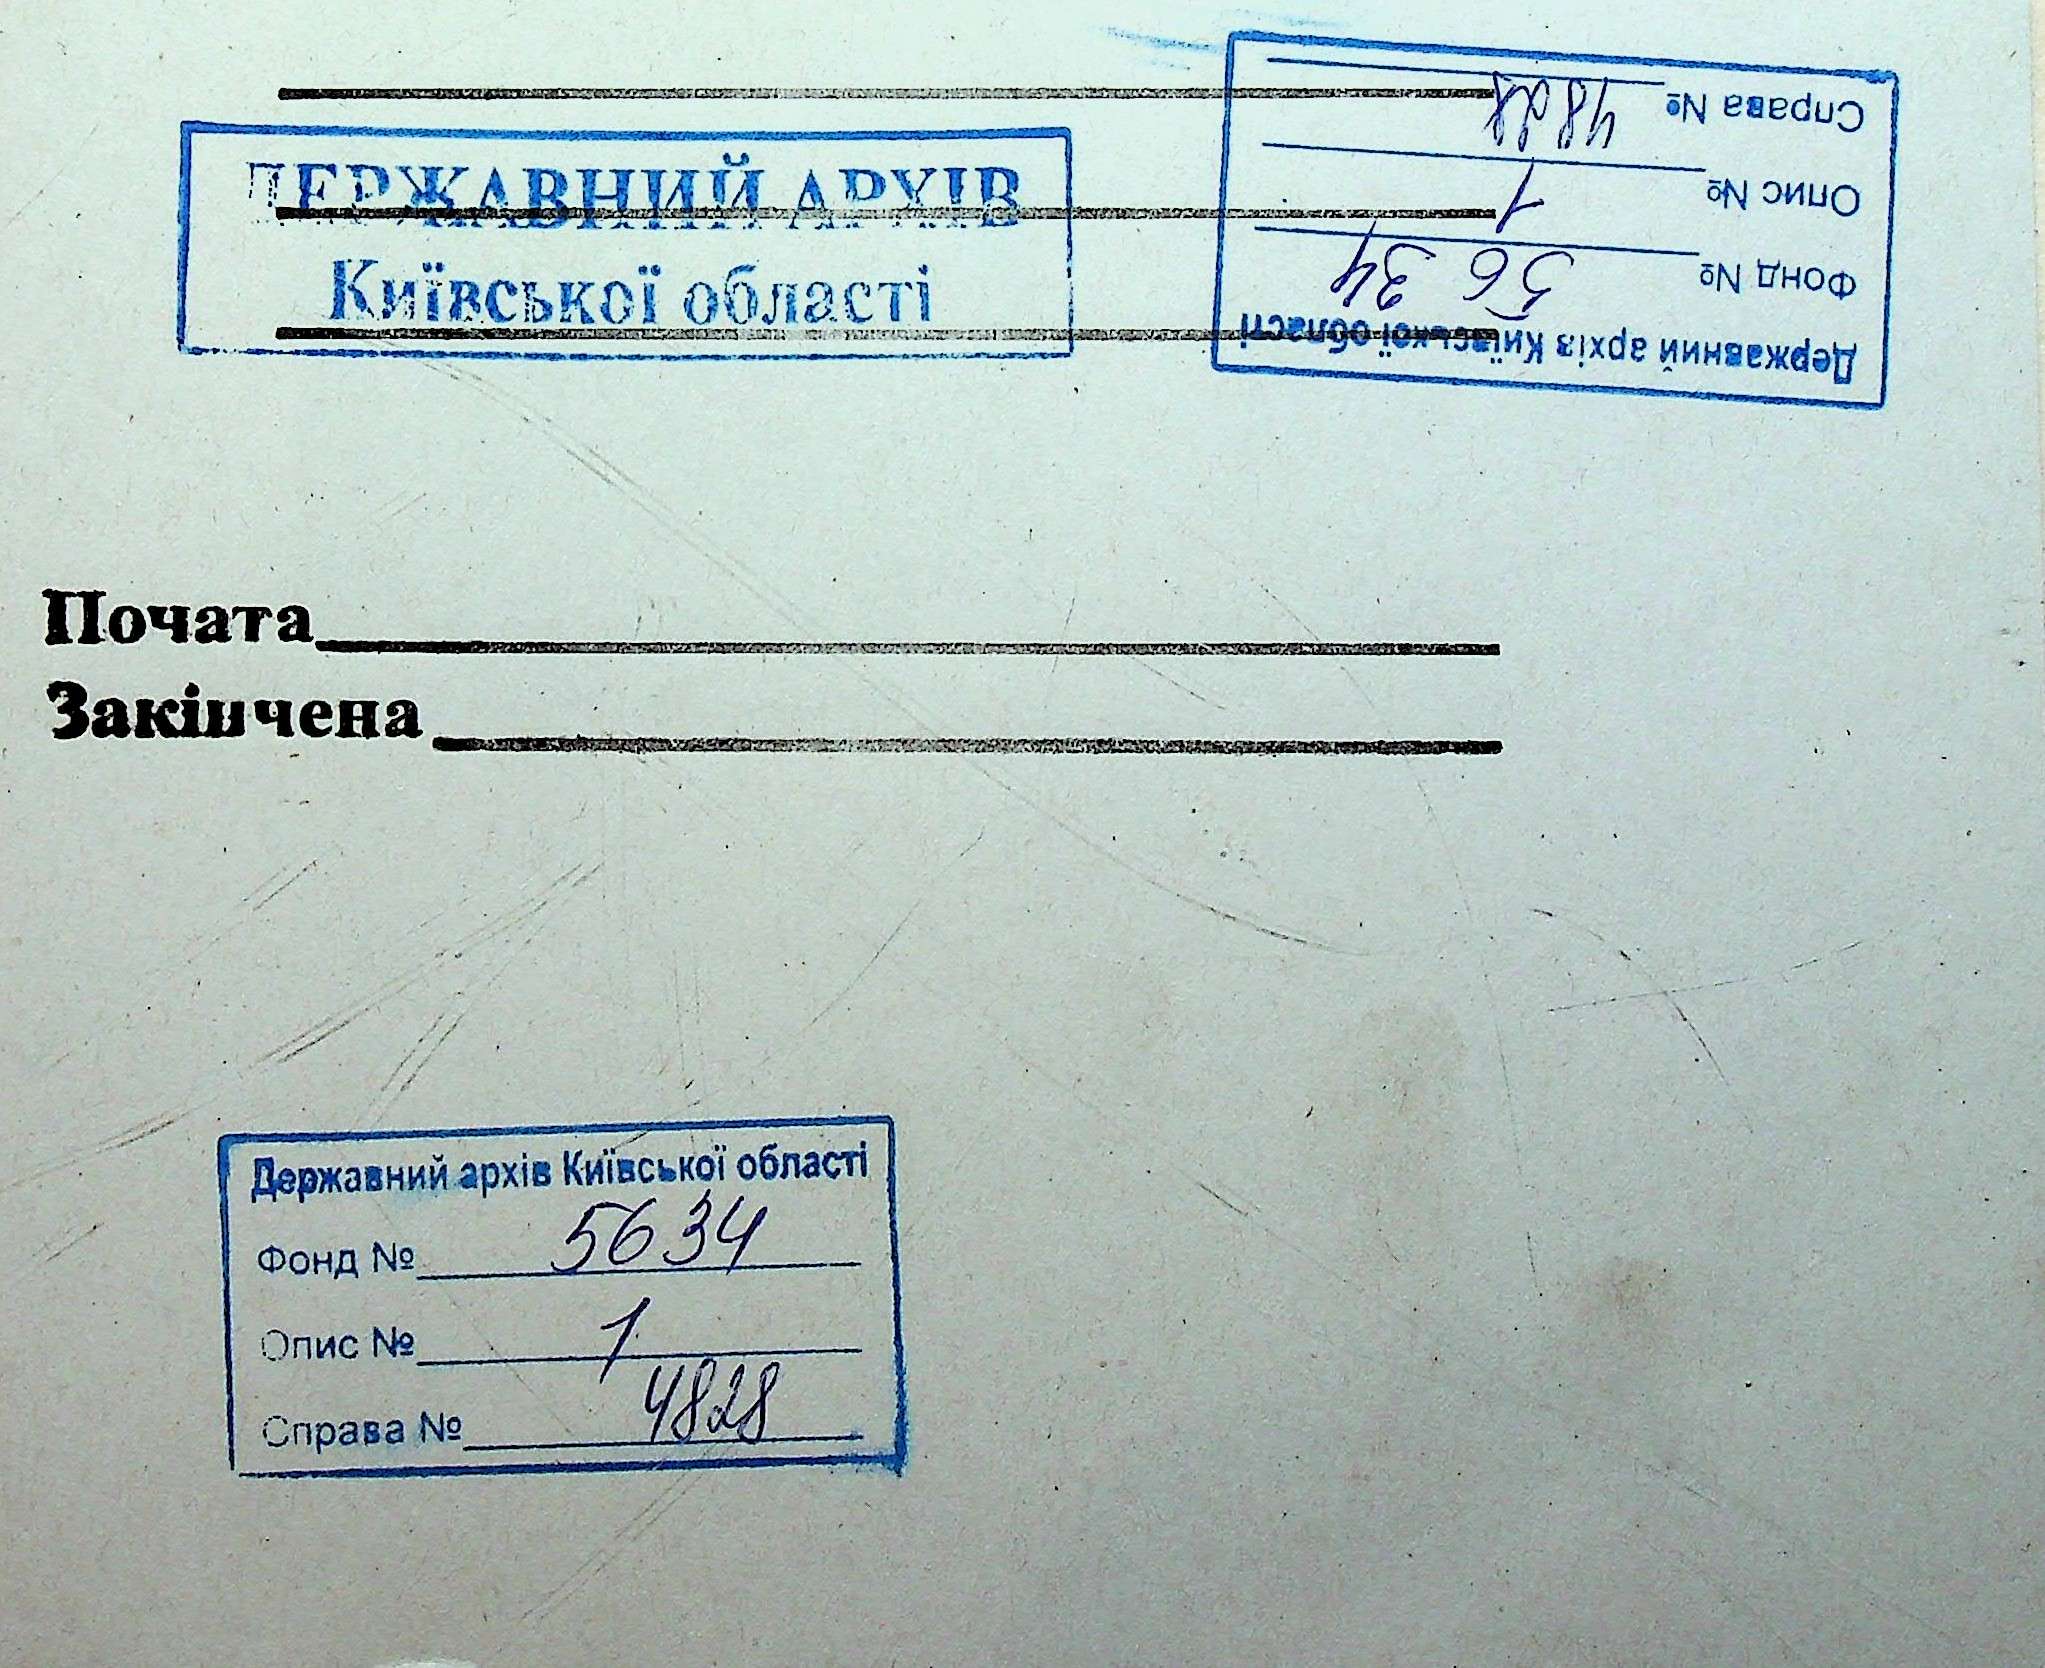 ДЕРЖАВНИЙ АРХІВ
Київської області
Державний архів Київської області
Фонд № 5634
Опис № 1
Справа № 4828
Почата
Закінчена
Державний архів Київської області
Фонд № 5634
Опис № 1
Справа № 4828